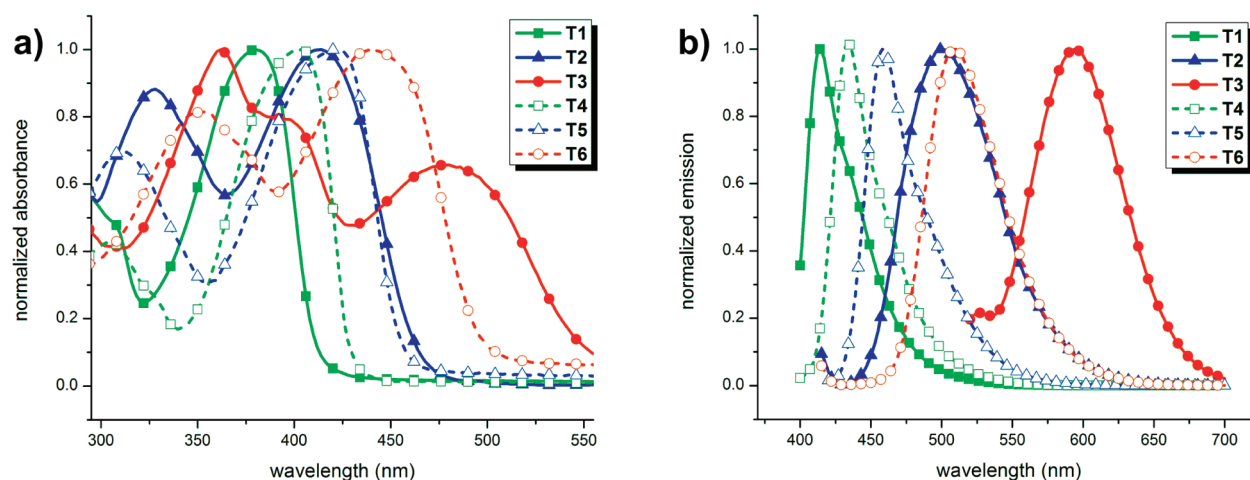 a)
T1
T2
T3
T4
T5
T6
normalized absorbance
1.0
0.8
0.6
0.4
0.2
0.0
300 350 400 450 500 550
wavelength (nm)
b)
T1
T2
T3
T4
T5
T6
normalized emission
1.0
0.8
0.6
0.4
0.2
0.0
400 450 500 550 600 650 700
wavelength (nm)